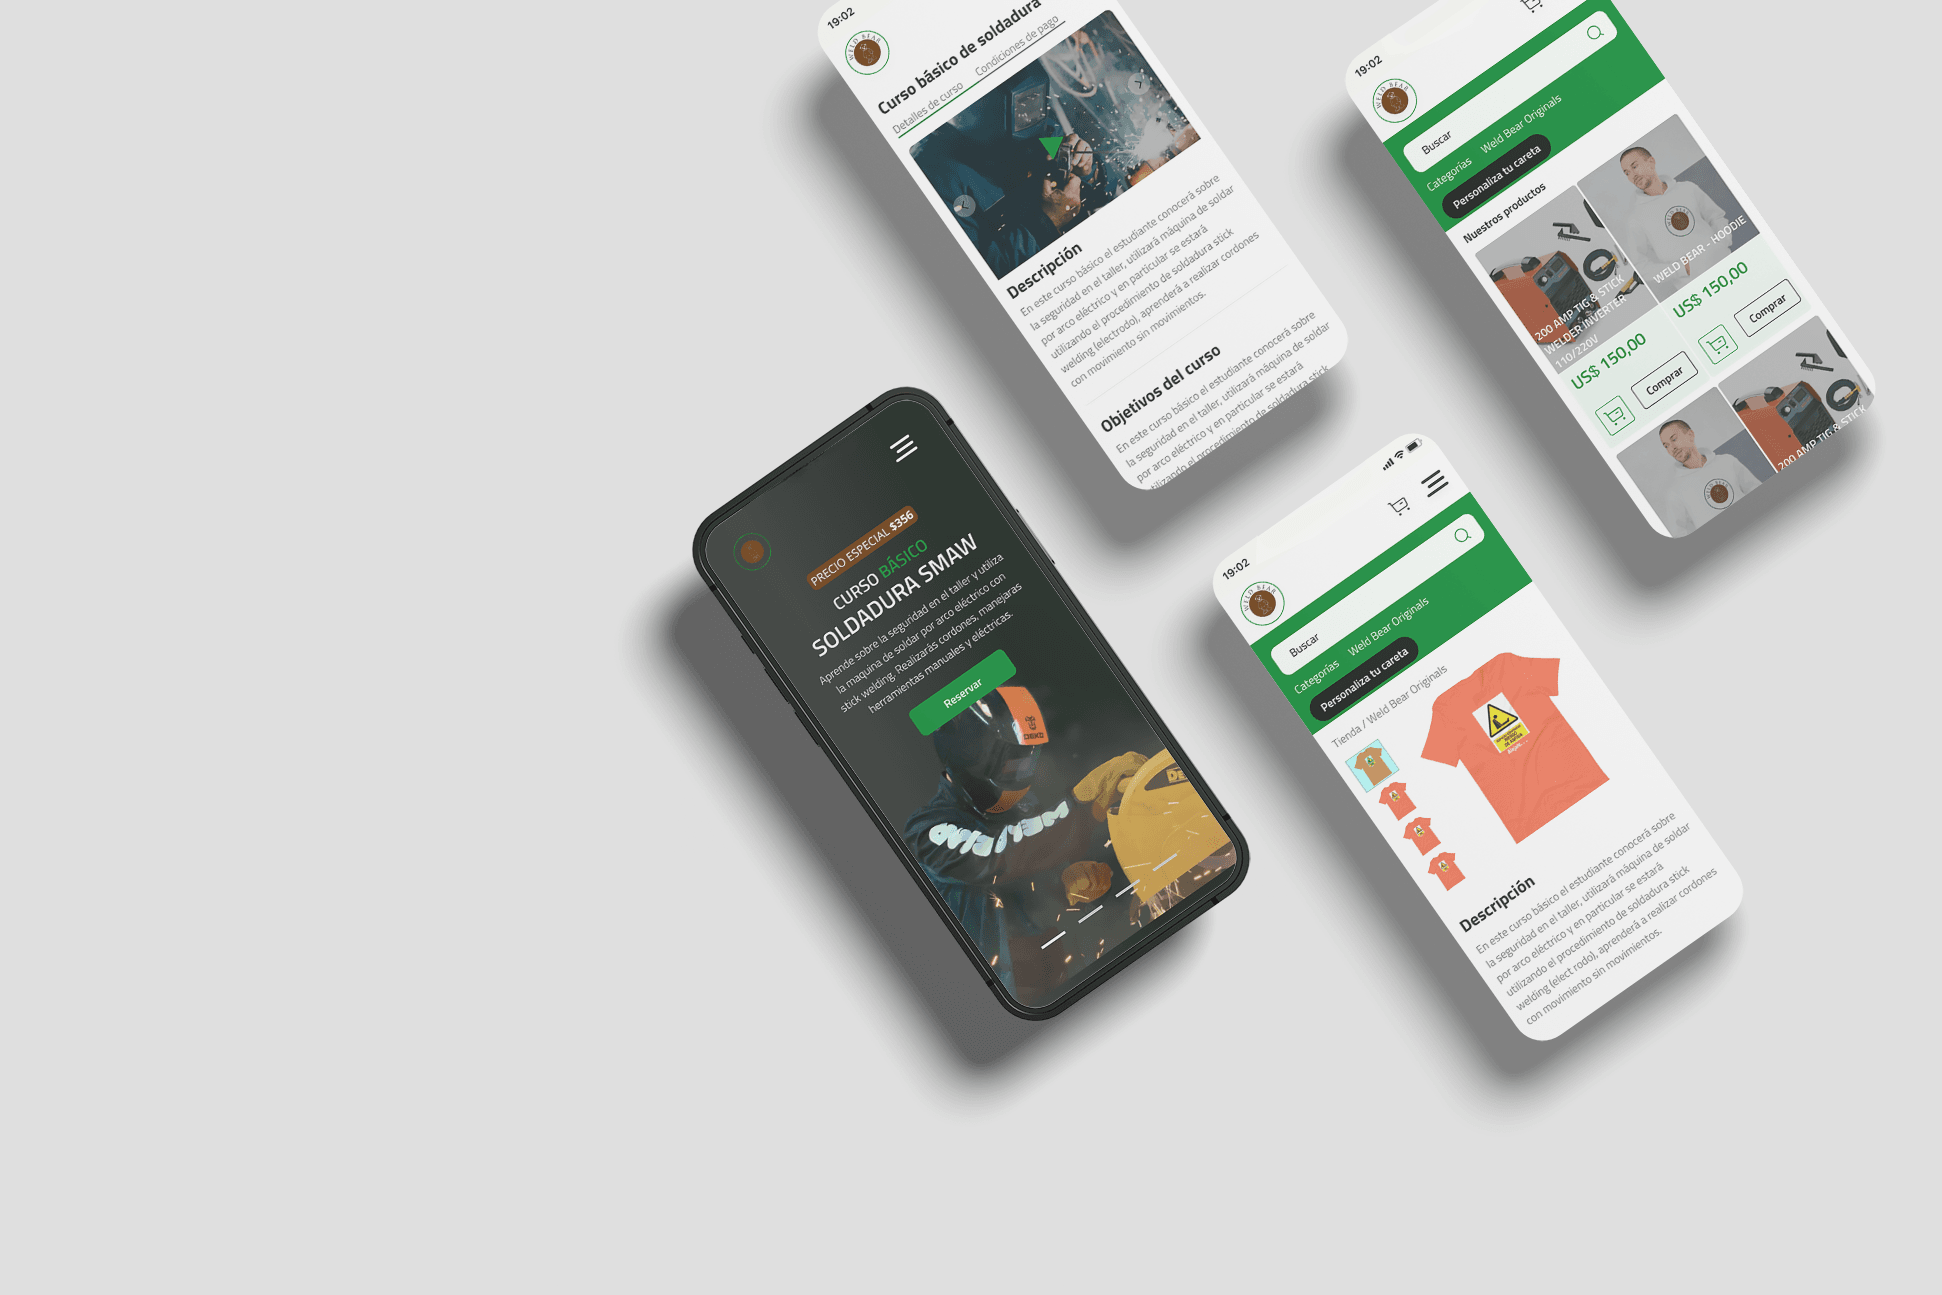 19:02
WELD BEAR
Curso básico de soldadura
Detalles de curso
Condiciones de pago
Descripción
En este curso básico el estudiante conocerá sobre
la seguridad en el taller, utilizará máquina de soldar
por arco eléctrico y en particular se estará
utilizando el procedimiento de soldadura stick
welding (electrodo), aprenderá a realizar cordones
con movimiento sin movimientos.
Objetivos del curso
En este curso básico el estudiante conocerá sobre
la seguridad en el taller, utilizará máquina de soldar
por arco eléctrico y en particular se estará
utilizando el procedimiento de soldadura stick
19:02
WELD BEAR
Buscar
Categorías
Weld Bear Originals
Personaliza tu careta
Nuestros productos
200 AMP TIG & STICK
WELDER INVERTER
110/220V
US$ 150,00
Comprar
WELD BEAR - HOODIE
US$ 150,00
Comprar
200 AMP TIG & STICK
PRECIO ESPECIAL $356
CURSO BÁSICO
SOLDADURA SMAW
Aprende sobre la seguridad en el taller y utiliza
la maquina de soldar por arco eléctrico con
stick welding. Realizarás cordones, manejaras
herramientas manuales y eléctricas.
Reservar
DEKO
19:02
WELD BEAR
Buscar
Categorías
Weld Bear Originals
Personaliza tu careta
Tienda / Weld Bear Originals
Descripción
En este curso básico el estudiante conocerá sobre
la seguridad en el taller, utilizará máquina de soldar
por arco eléctrico y en particular se estará
utilizando el procedimiento de soldadura stick
welding (elect rodo), aprenderá a realizar cordones
con movimiento sin movimientos.